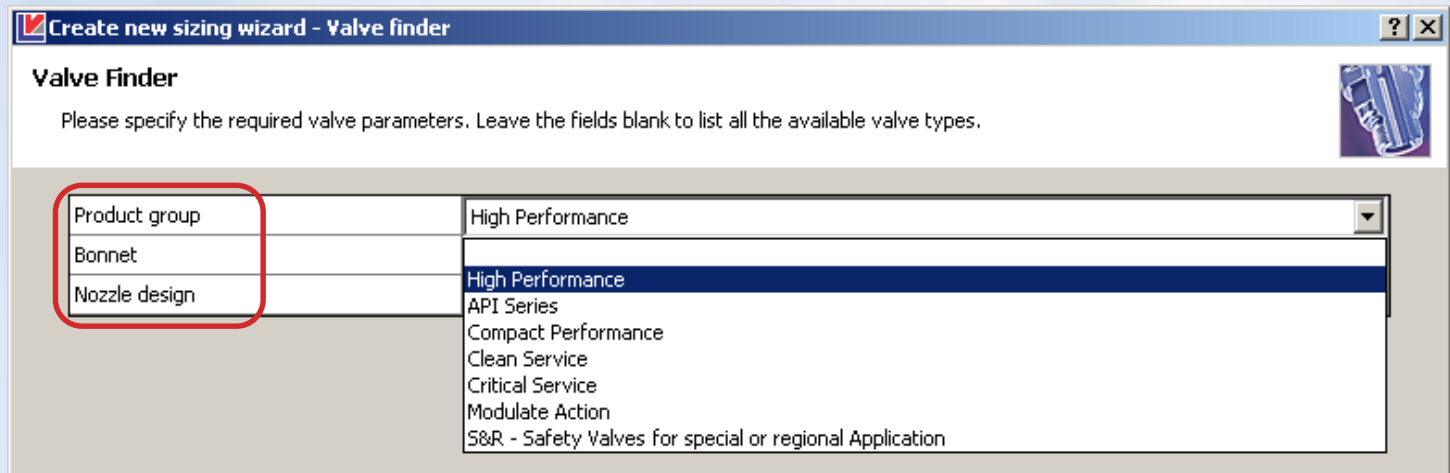 Create new sizing wizard - Valve finder
Valve Finder
Please specify the required valve parameters. Leave the fields blank to list all the available valve types.
Product group
High Performance
Bonnet
Nozzle design
High Performance
API Series
Compact Performance
Clean Service
Critical Service
Modulate Action
S&R - Safety Valves for special or regional Application